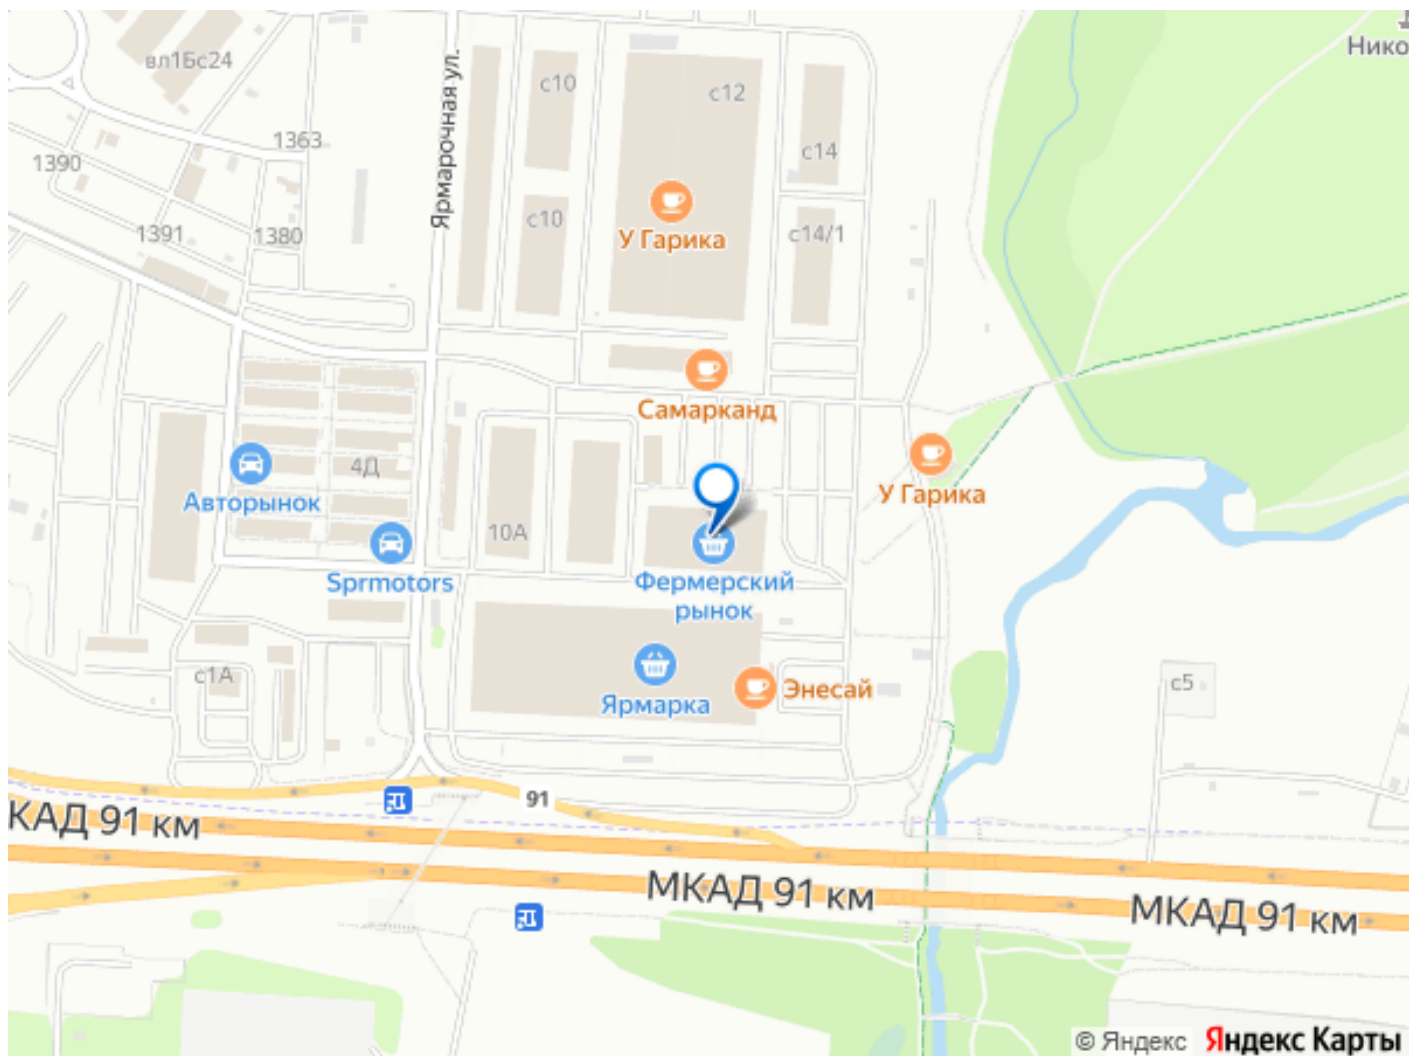 Нико
вл1Бс24
с10
с12
Ярмарочная ул.
1363
с14
1390
с10
1391
1380
с14/1
У Гарика
Самарканд
4Д
Авторынок
У Гарика
10А
Sprmotors
Фермерский
рынок
с1А
Ярмарка
Энесай
с5
91
КАД 91 км
МКАД 91 км
МКАД 91 км
© Яндекс
Яндекс Карты